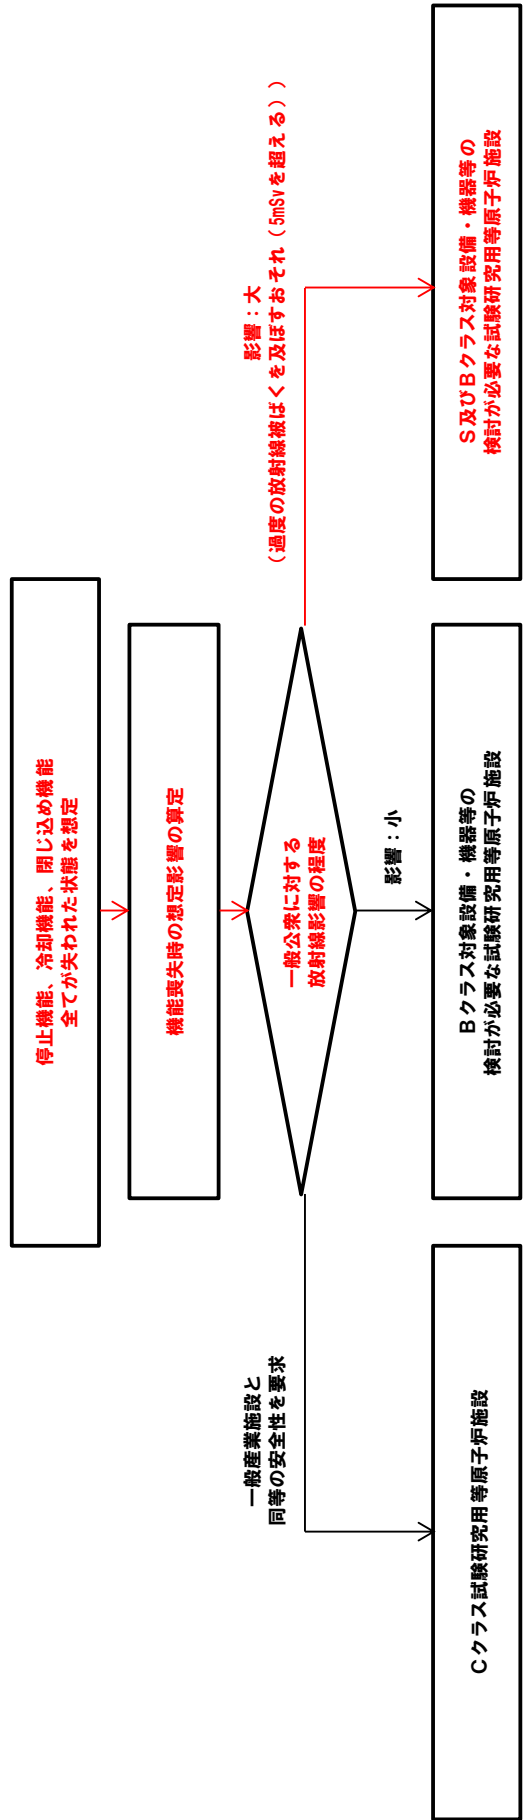 停止機能、冷却機能、閉じ込め機能
全てが失われた状態を想定
機能喪失時の想定影響の算定
一般公衆に対する
放射線影響の程度
一般産業施設と
同等の安全性を要求
影響：小
影響：大
（過度の放射線被ばくを及ぼすおそれ（5mSvを超える））
Ｃクラス試験研究用等原子炉施設
Ｂクラス対象設備・機器等の
検討が必要な試験研究用等原子炉施設
Ｓ及びＢクラス対象設備・機器等の
検討が必要な試験研究用等原子炉施設